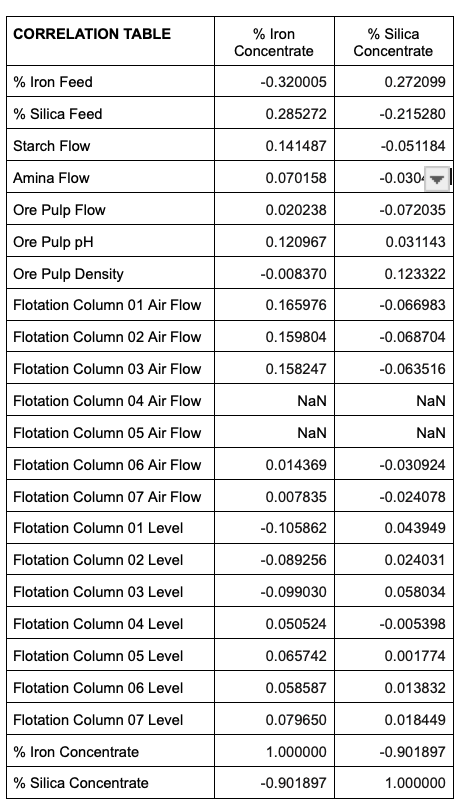 CORRELATION TABLE % Iron Concentrate % Silica Concentrate
% Iron Feed -0.320005 0.272099
% Silica Feed 0.285272 -0.215280
Starch Flow 0.141487 -0.051184
Amina Flow 0.070158
Ore Pulp Flow 0.020238 -0.072035
Ore Pulp pH 0.120967 0.031143
Ore Pulp Density -0.008370 0.123322
Flotation Column 01 Air Flow 0.165976 -0.066983
Flotation Column 02 Air Flow 0.159804 -0.068704
Flotation Column 03 Air Flow 0.158247 -0.063516
Flotation Column 04 Air Flow NaN NaN
Flotation Column 05 Air Flow NaN NaN
Flotation Column 06 Air Flow 0.014369 -0.030924
Flotation Column 07 Air Flow 0.007835 -0.024078
Flotation Column 01 Level -0.105862 0.043949
Flotation Column 02 Level -0.089256 0.024031
Flotation Column 03 Level -0.099030 0.058034
Flotation Column 04 Level 0.050524 -0.005398
Flotation Column 05 Level 0.065742 0.001774
Flotation Column 06 Level 0.058587 0.013832
Flotation Column 07 Level 0.079650 0.018449
% Iron Concentrate 1.000000 -0.901897
% Silica Concentrate -0.901897 1.000000